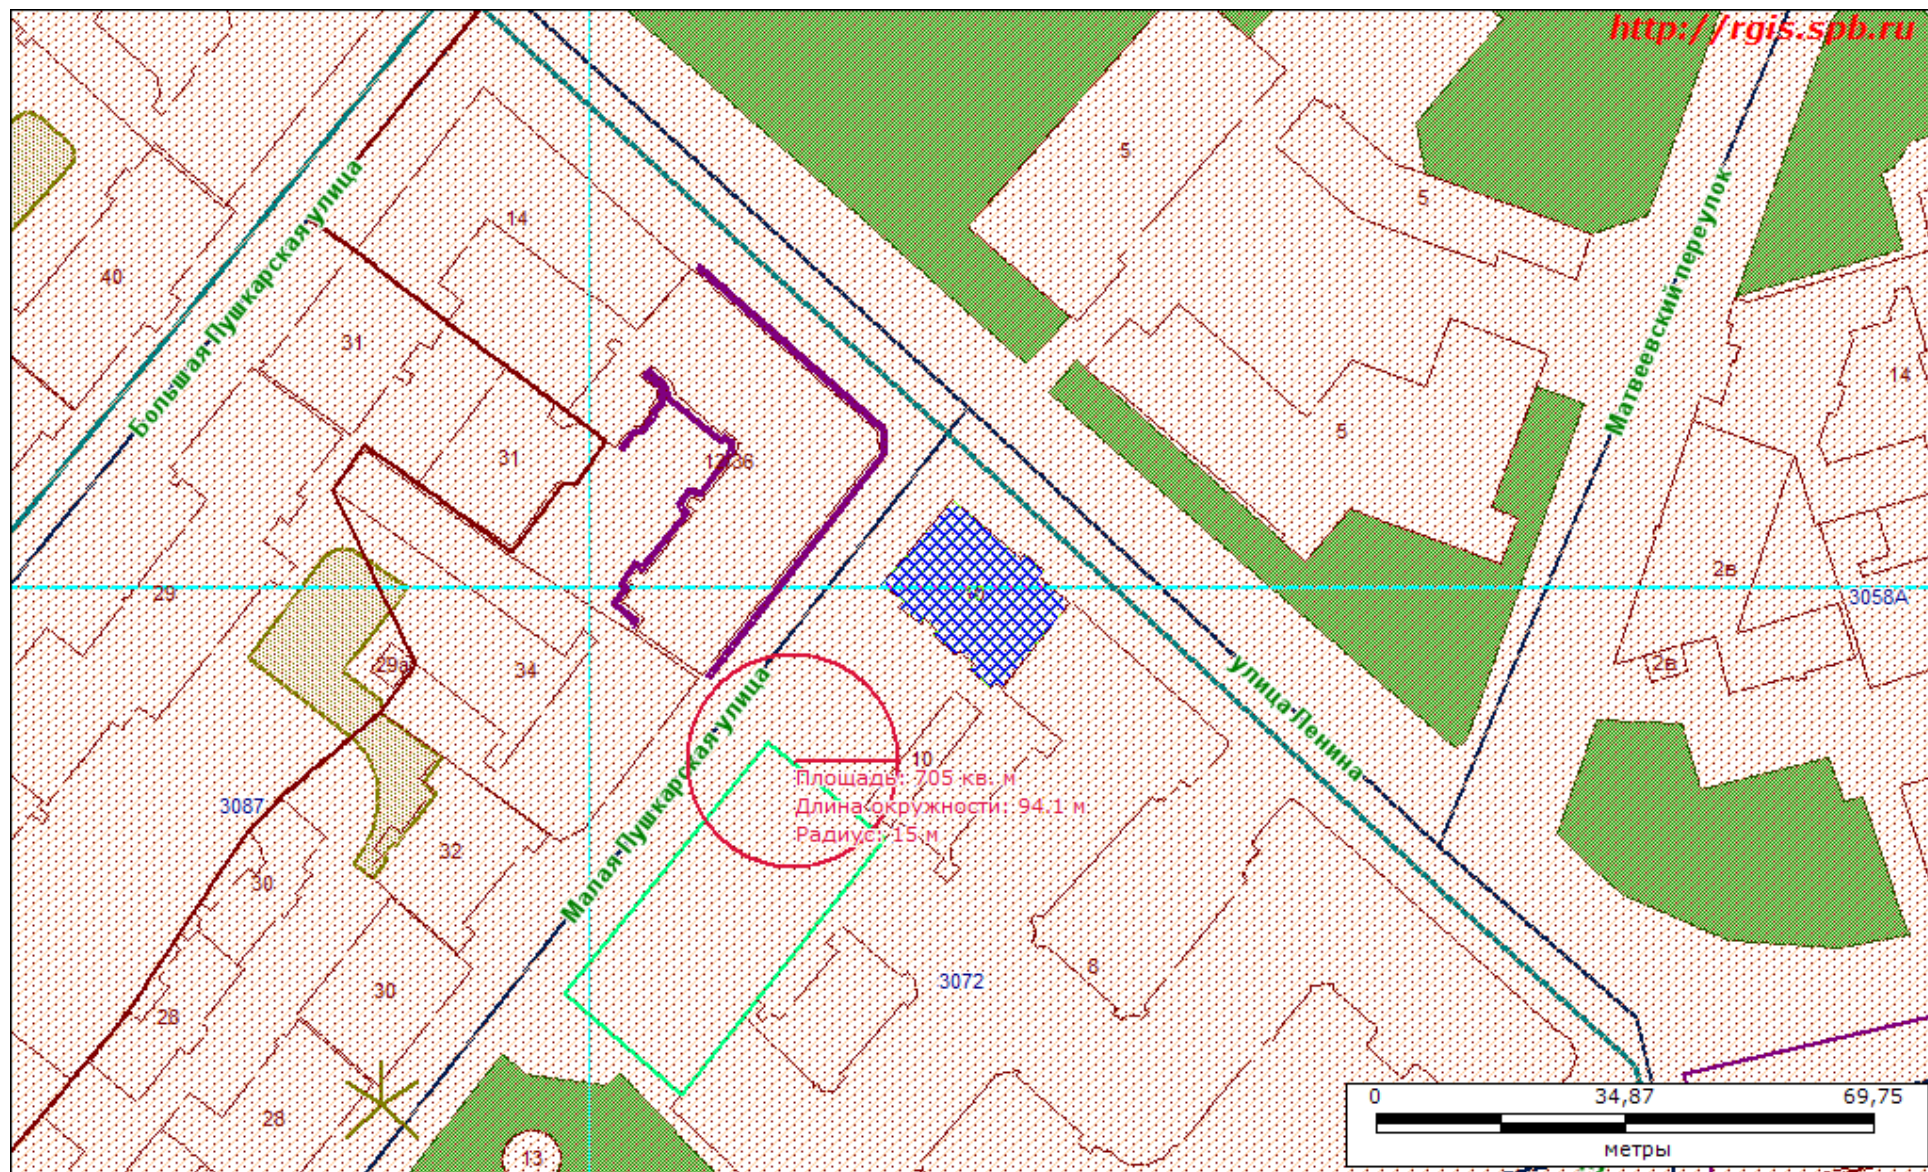 http://rgis.spb.ru
5
5
14
40
Большая Пушкарская улица
Матвеевский переулок
31
14
5
31
29
2в
3058А
29а
34
2в
улица Ленина
Малая Пушкарская улица
10
Площадь: 705 кв. м
Длина окружности: 94.1 м
Радиус: 15 м
3087
32
30
8
3072
30
28
28
13
0 34,87 69,75
метры